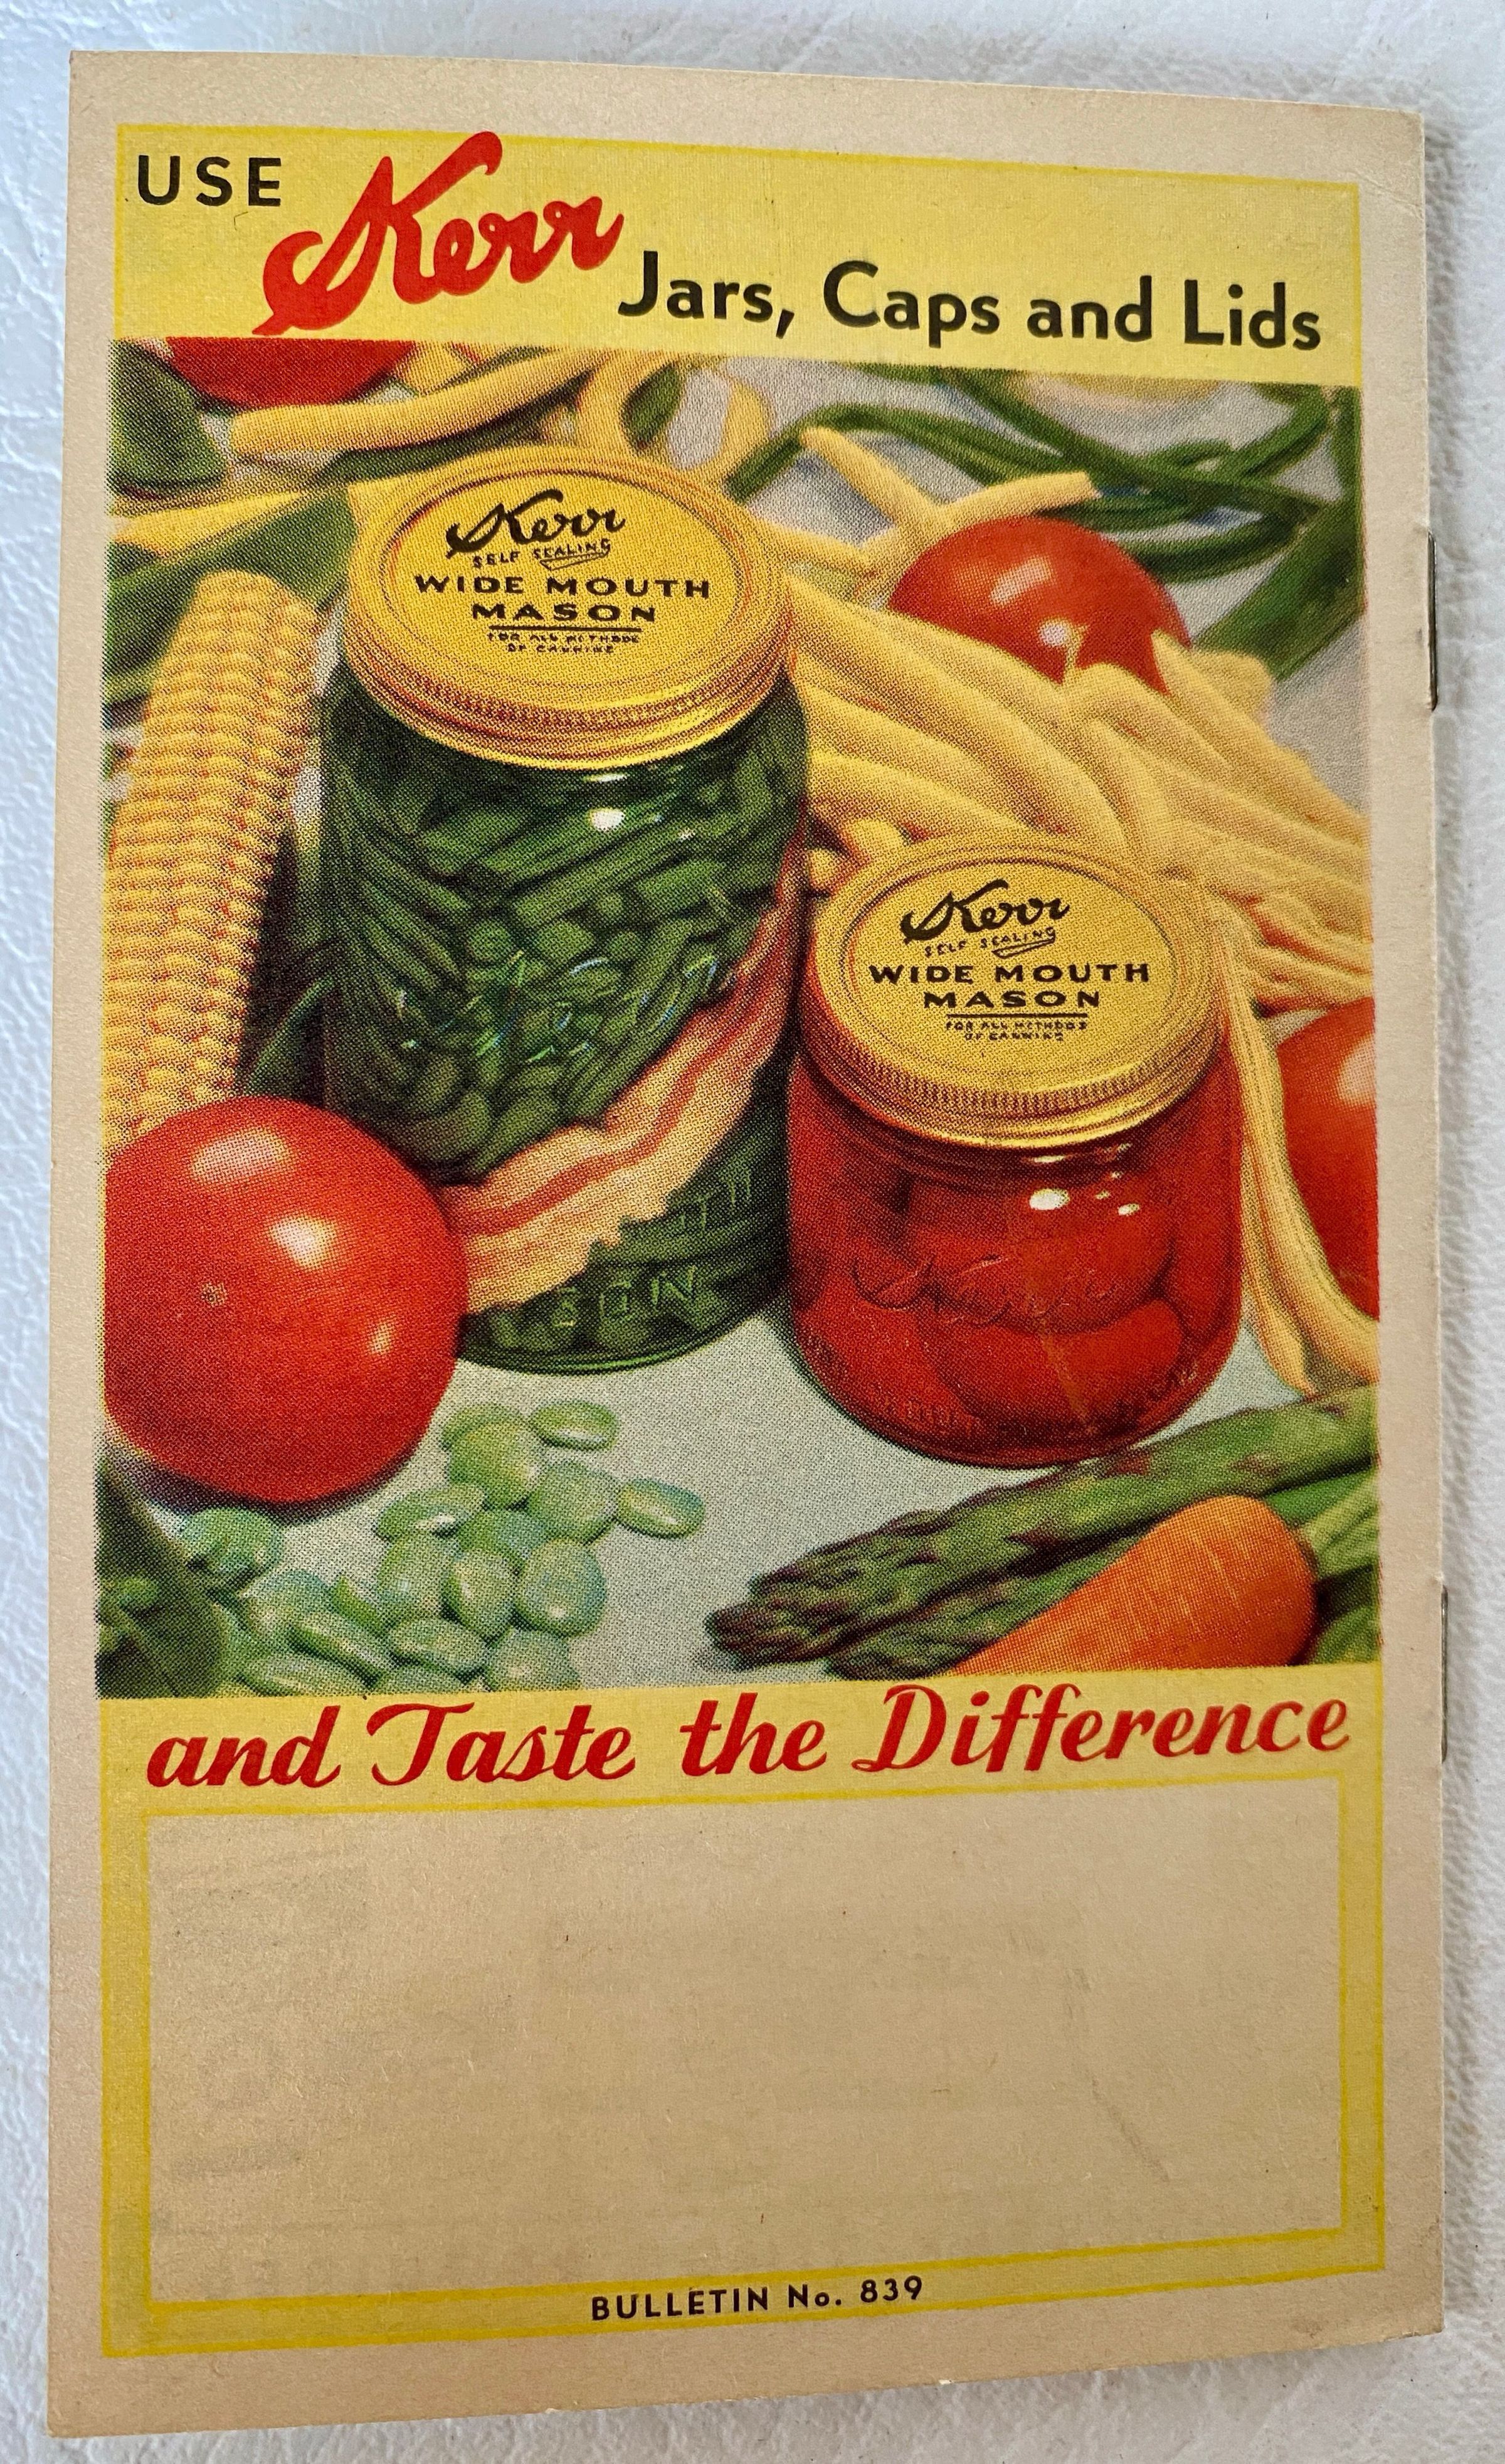 USE Kerr Jars, Caps and Lids
Kerr
SELF SEALING
WIDE MOUTH
MASON
FOR ALL METHODS
OF CANNING
Kerr
SELF SEALING
WIDE MOUTH
MASON
FOR ALL METHODS
OF CANNING
Kerr
and Taste the Difference
BULLETIN No. 839